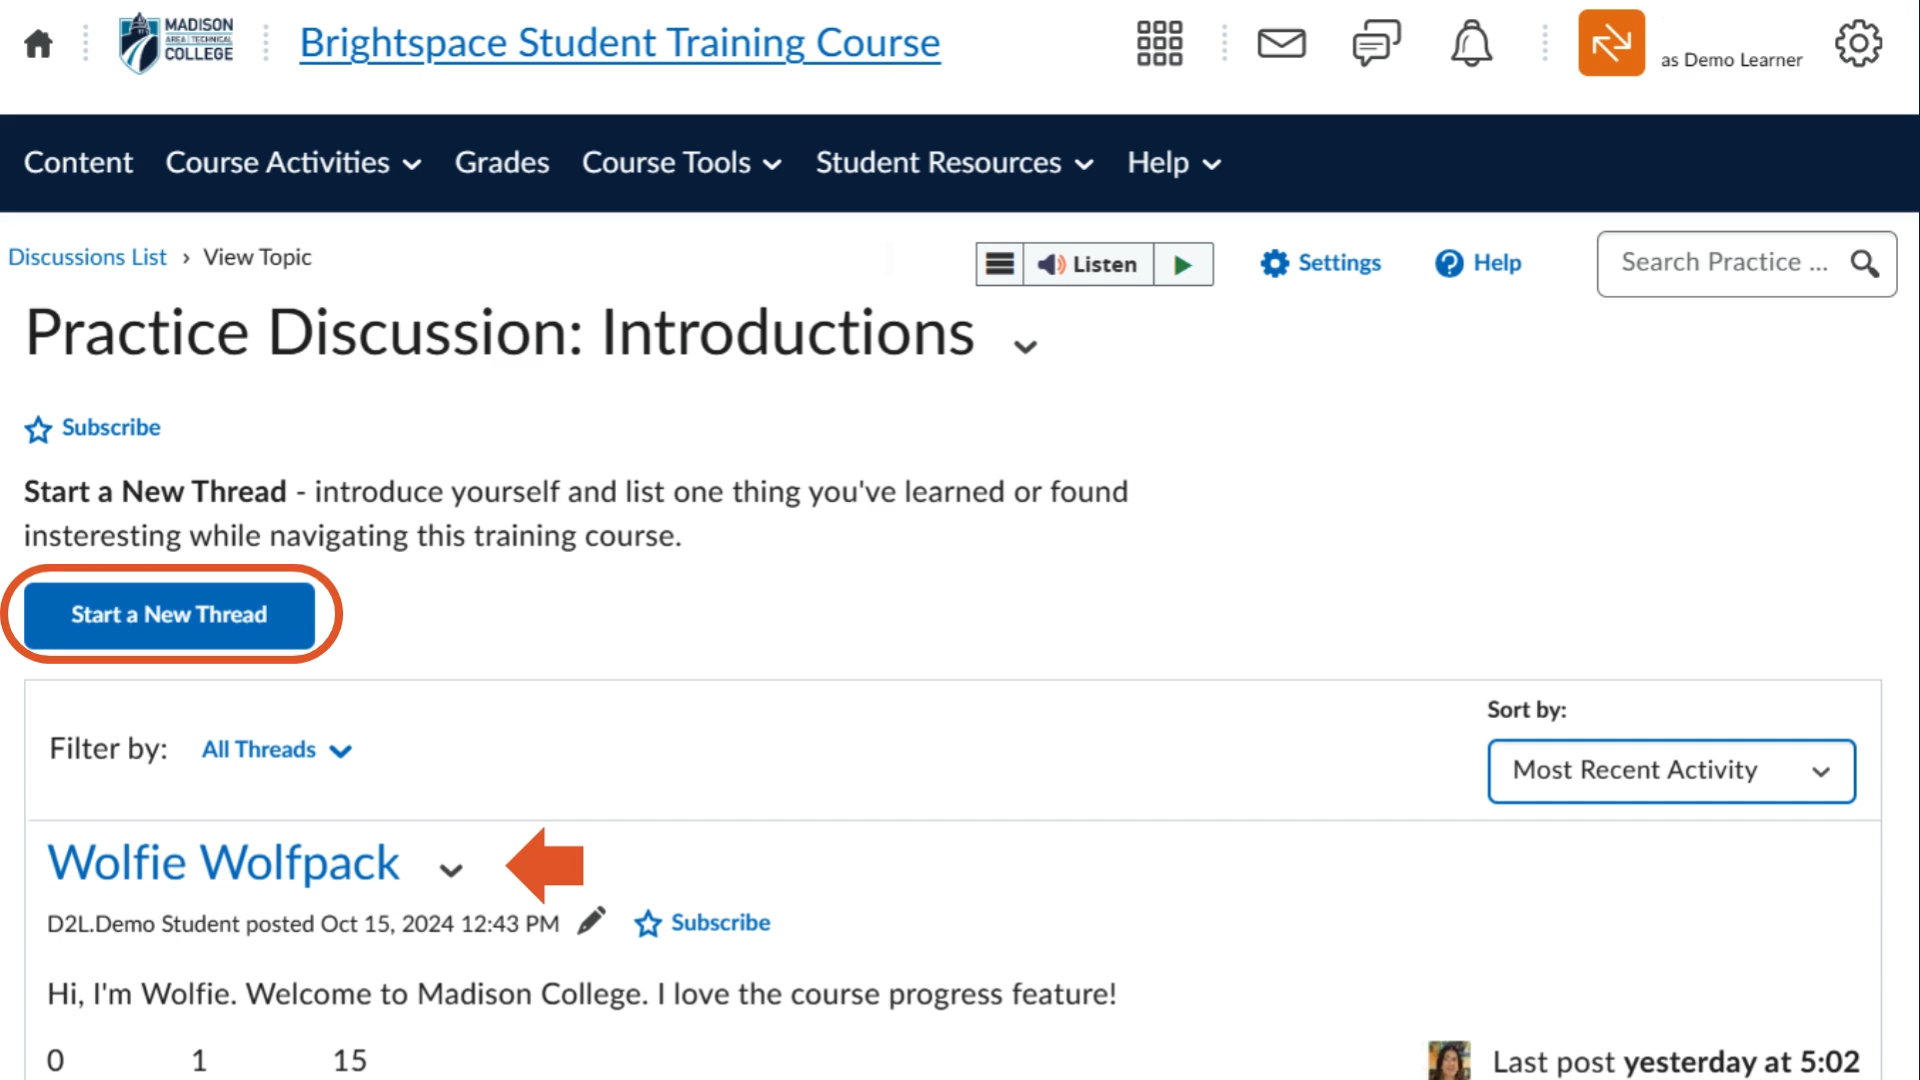 MADISON
AREA TECHNICAL
COLLEGE
Brightspace Student Training Course
as Demo Learner
Content Course Activities Grades Course Tools Student Resources Help
Discussions List › View Topic
Listen
Settings
Help
Search Practice ...
Practice Discussion: Introductions
Subscribe
Start a New Thread - introduce yourself and list one thing you've learned or found
insteresting while navigating this training course.
Start a New Thread
Sort by:
Filter by: All Threads
Most Recent Activity
Wolfie Wolfpack
D2L.Demo Student posted Oct 15, 2024 12:43 PM Subscribe
Hi, I'm Wolfie. Welcome to Madison College. I love the course progress feature!
0 1 15 Last post yesterday at 5:02